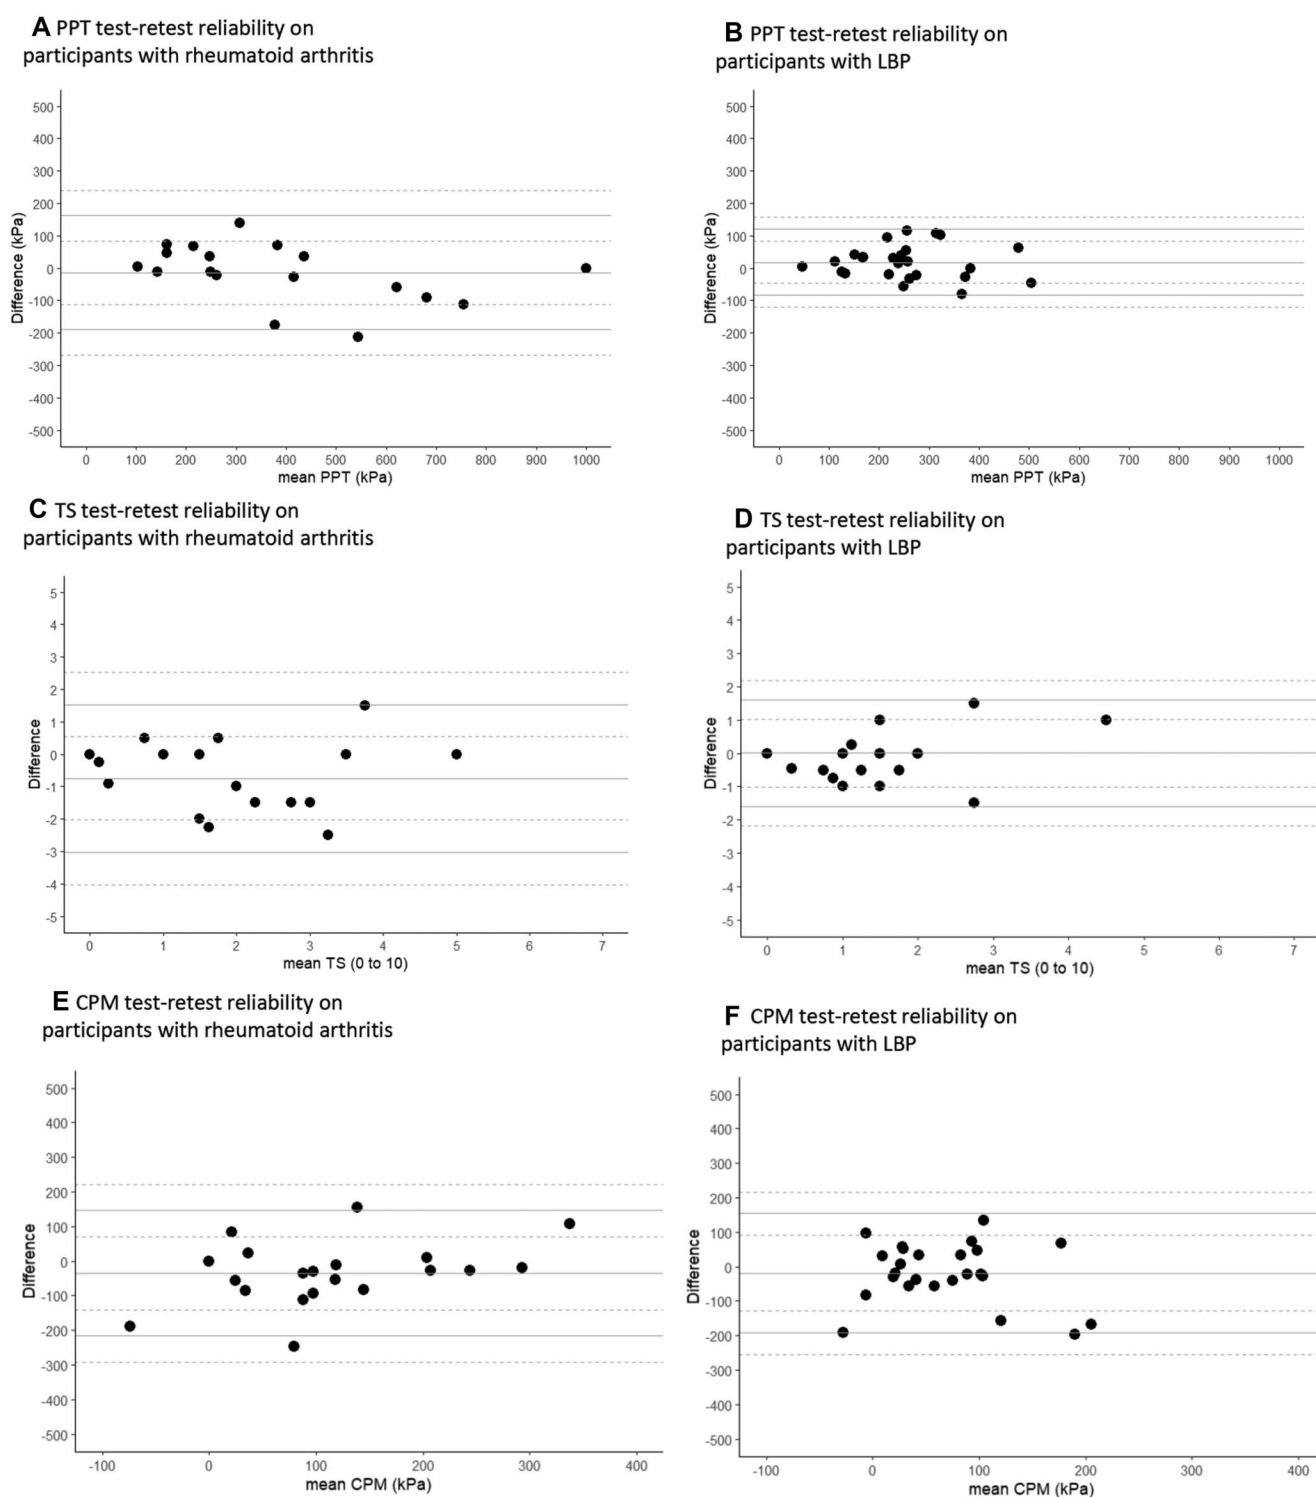 A PPT test-retest reliability on
participants with rheumatoid arthritis
500
400
300
200
100
0
-100
-200
-300
-400
-500
Difference (kPa)
0 100 200 300 400 500 600 700 800 900 1000
mean PPT (kPa)
B PPT test-retest reliability on
participants with LBP
500
400
300
200
100
0
-100
-200
-300
-400
-500
Difference (kPa)
0 100 200 300 400 500 600 700 800 900 1000
mean PPT (kPa)
C TS test-retest reliability on
participants with rheumatoid arthritis
5
4
3
2
1
0
-1
-2
-3
-4
-5
Difference
0 1 2 3 4 5 6 7
mean TS (0 to 10)
D TS test-retest reliability on
participants with LBP
5
4
3
2
1
0
-1
-2
-3
-4
-5
Difference
0 1 2 3 4 5 6 7
mean TS (0 to 10)
E CPM test-retest reliability on
participants with rheumatoid arthritis
500
400
300
200
100
0
-100
-200
-300
-400
-500
Difference
-100 0 100 200 300 400
mean CPM (kPa)
F CPM test-retest reliability on
participants with LBP
500
400
300
200
100
0
-100
-200
-300
-400
-500
Difference
-100 0 100 200 300 400
mean CPM (kPa)